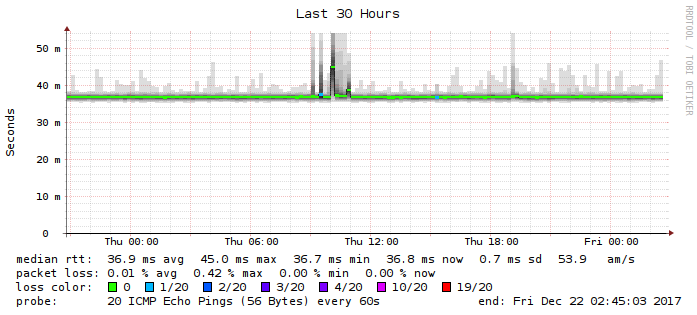 Last 30 Hours
RRDTOOL / TOBI OETIKER
Seconds
50 m
40 m
30 m
20 m
10 m
0
Thu 00:00 Thu 06:00 Thu 12:00 Thu 18:00 Fri 00:00
median rtt: 36.9 ms avg 45.0 ms max 36.7 ms min 36.8 ms now 0.7 ms sd 53.9 am/s
packet loss: 0.01 % avg 0.42 % max 0.00 % min 0.00 % now
loss color: 0 1/20 2/20 3/20 4/20 10/20 19/20
probe: 20 ICMP Echo Pings (56 Bytes) every 60s end: Fri Dec 22 02:45:03 2017